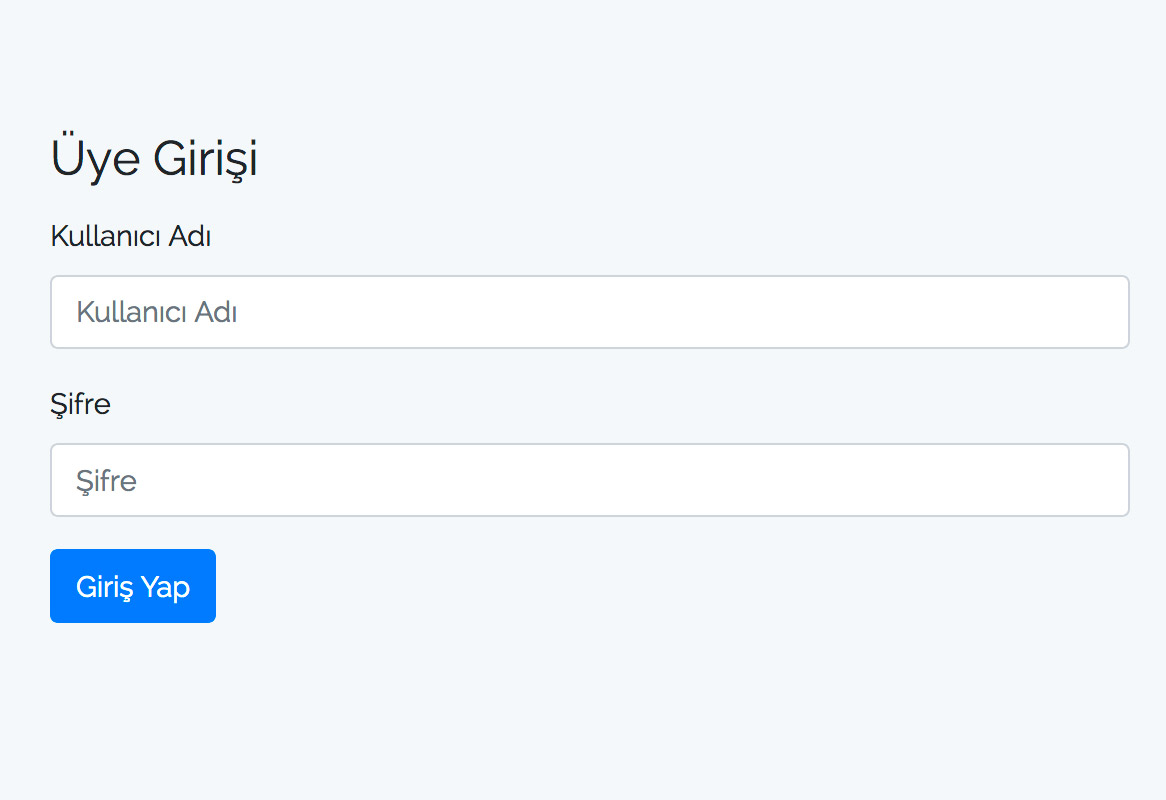 Üye Girişi
Kullanıcı Adı
Kullanıcı Adı
Şifre
Şifre
Giriş Yap